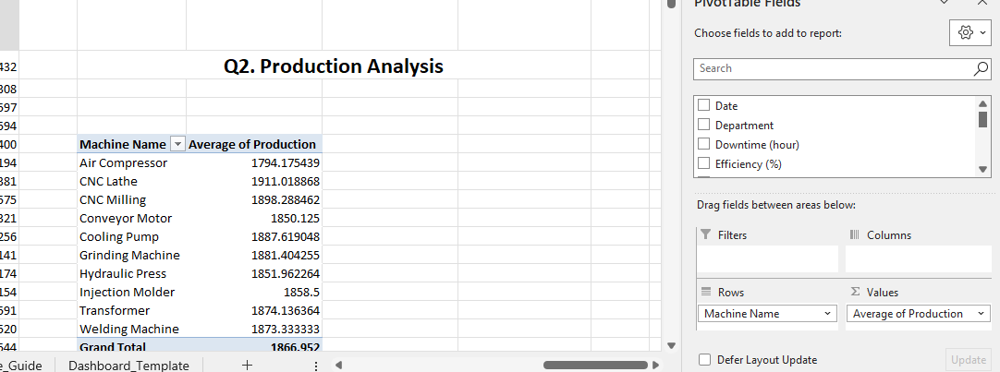 PivotTable Fields
Choose fields to add to report:
Search
Date
Department
Downtime (hour)
Efficiency (%)
Drag fields between areas below:
Filters
Columns
Rows
Σ Values
Machine Name
Average of Production
Defer Layout Update
Update
432
Q2. Production Analysis
308
597
594
400
Machine Name Average of Production
194
Air Compressor 1794.175439
381
CNC Lathe 1911.018868
575
CNC Milling 1898.288462
321
Conveyor Motor 1850.125
256
Cooling Pump 1887.619048
141
Grinding Machine 1881.404255
174
Hydraulic Press 1851.962264
154
Injection Molder 1858.5
591
Transformer 1874.136364
520
Welding Machine 1873.333333
544
Grand Total 1866.952
e_Guide
Dashboard_Template